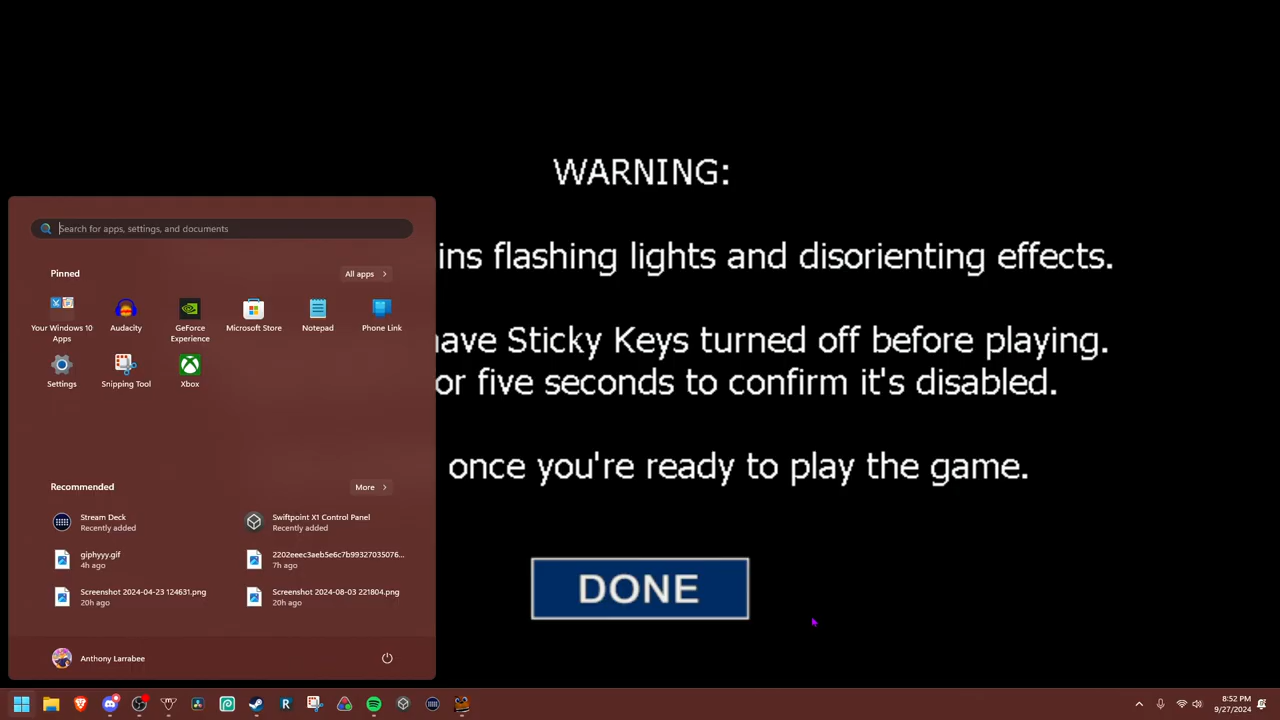 WARNING:
ins flashing lights and disorienting effects.
have Sticky Keys turned off before playing.
or five seconds to confirm it's disabled.
once you're ready to play the game.
DONE
Search for apps, settings, and documents
Pinned
All apps
Your Windows 10 Apps
Audacity
GeForce Experience
Microsoft Store
Notepad
Phone Link
Settings
Snipping Tool
Xbox
Recommended
More
Stream Deck
Recently added
Swiftpoint X1 Control Panel
Recently added
giphyyy.gif
4h ago
2202eeec3aeb5e6c7b99327035076...
7h ago
Screenshot 2024-04-23 124631.png
20h ago
Screenshot 2024-08-03 221804.png
20h ago
Anthony Larrabee
8:52 PM
9/27/2024